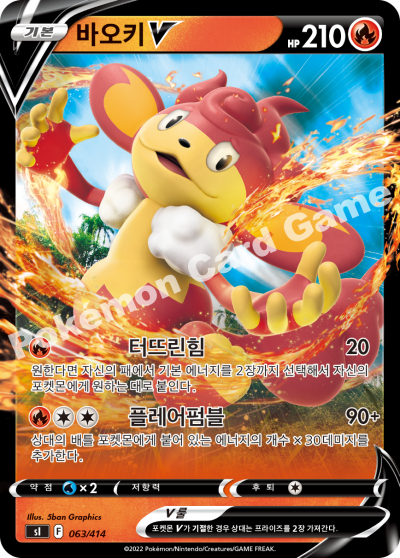 기본 바오키 V HP 210
Pokémon Card Game
터뜨린힘 20
원한다면 자신의 패에서 기본 에너지를 2장까지 선택해서 자신의
포켓몬에게 원하는 대로 붙인다.
플레어펌블 90+
상대의 배틀 포켓몬에게 붙어 있는 에너지의 개수 × 30데미지를
추가한다.
약점 ×2 저항력 후퇴
Illus. 5ban Graphics
sI F 063/414
V 룰
포켓몬 V가 기절한 경우 상대는 프라이즈를 2장 가져간다.
©2022 Pokémon/Nintendo/Creatures/GAME FREAK.